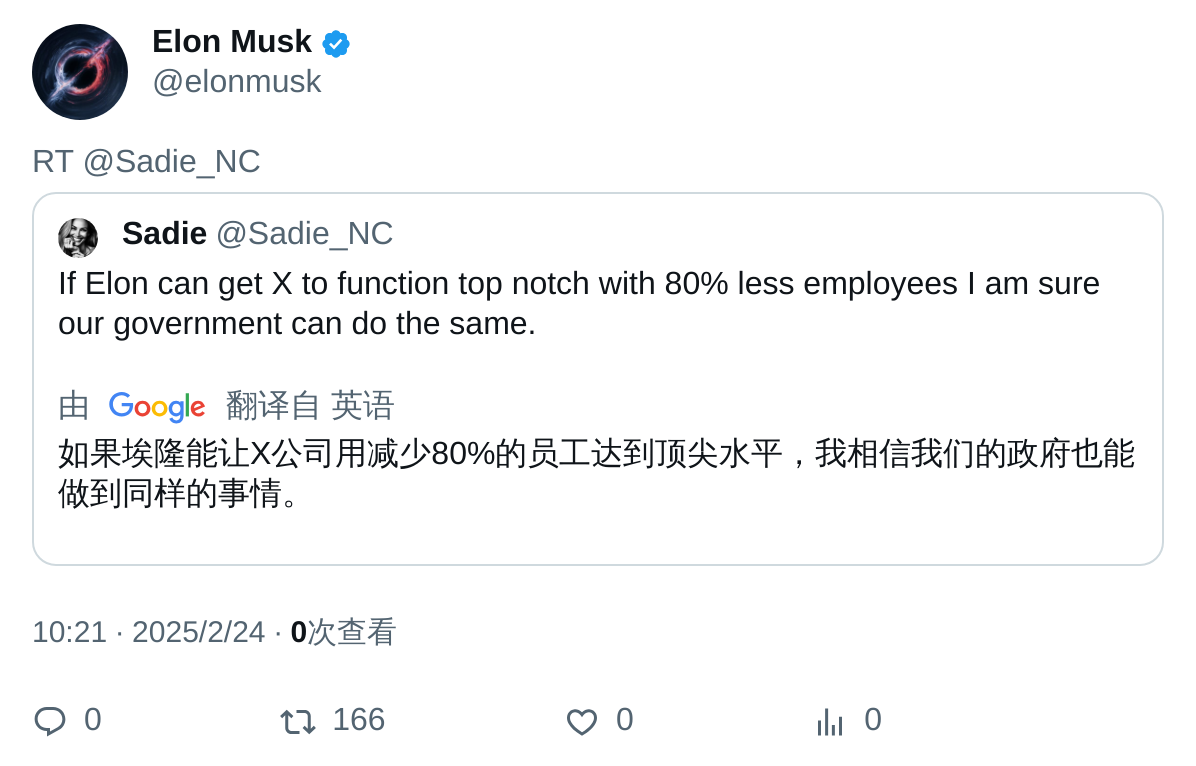 Elon Musk
@elonmusk
RT @Sadie_NC
Sadie @Sadie_NC
If Elon can get X to function top notch with 80% less employees I am sure
our government can do the same.
由 Google 翻译自 英语
如果埃隆能让X公司用减少80%的员工达到顶尖水平，我相信我们的政府也能
做到同样的事情。
10:21 · 2025/2/24 · 0次查看
0 166 0 0